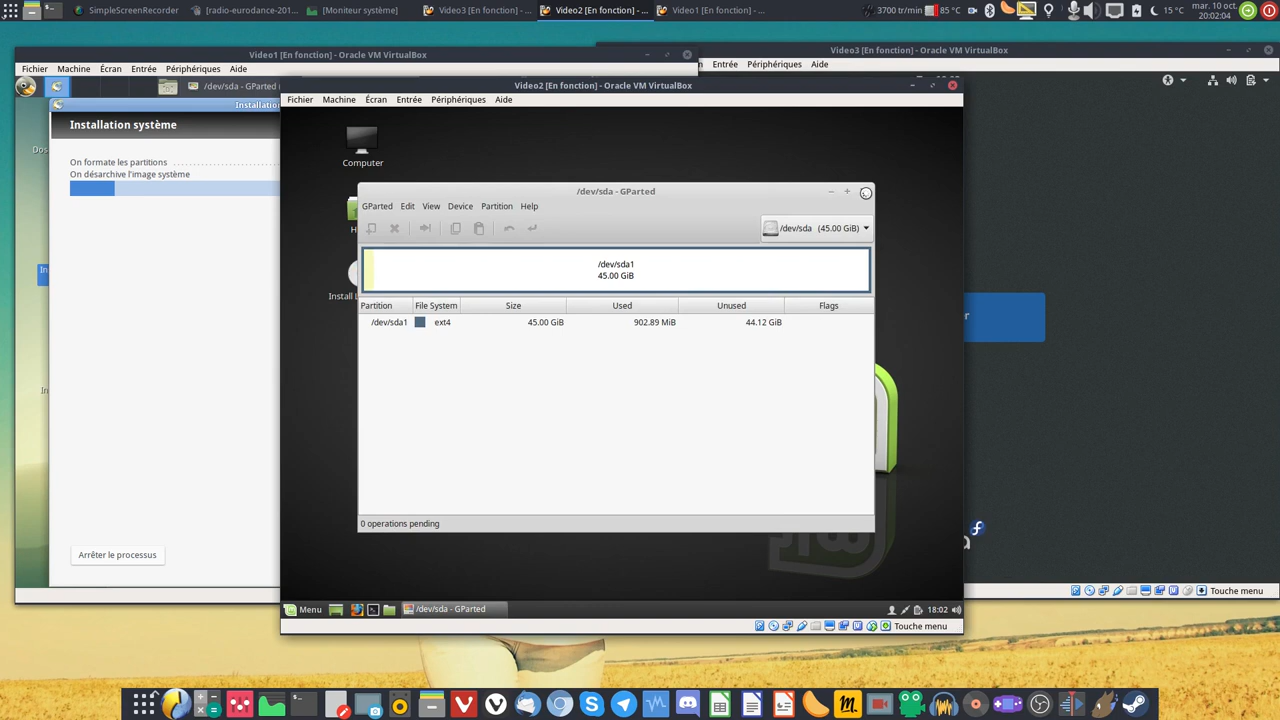 SimpleScreenRecorder
[radio-eurodance-201...
[Moniteur système]
Video3 [En fonction] - ...
Video2 [En fonction] - ...
Video1 [En fonction] - ...
3700 tr/min
85 °C
15 °C
mar. 10 oct.
20:02:04
Video1 [En fonction] - Oracle VM VirtualBox
Fichier Machine Écran Entrée Périphériques Aide
Video3 [En fonction] - Oracle VM VirtualBox
Entrée Périphériques Aide
/dev/sda - GParted
Installation système
On formate les partitions
On désarchive l'image système
Arrêter le processus
Video2 [En fonction] - Oracle VM VirtualBox
Fichier Machine Écran Entrée Périphériques Aide
Computer
/dev/sda - GParted
GParted Edit View Device Partition Help
/dev/sda (45.00 GiB)
/dev/sda1
45.00 GiB
Partition File System Size Used Unused Flags
/dev/sda1 ext4 45.00 GiB 902.89 MiB 44.12 GiB
0 operations pending
Menu
/dev/sda - GParted
18:02
Touche menu
Touche menu